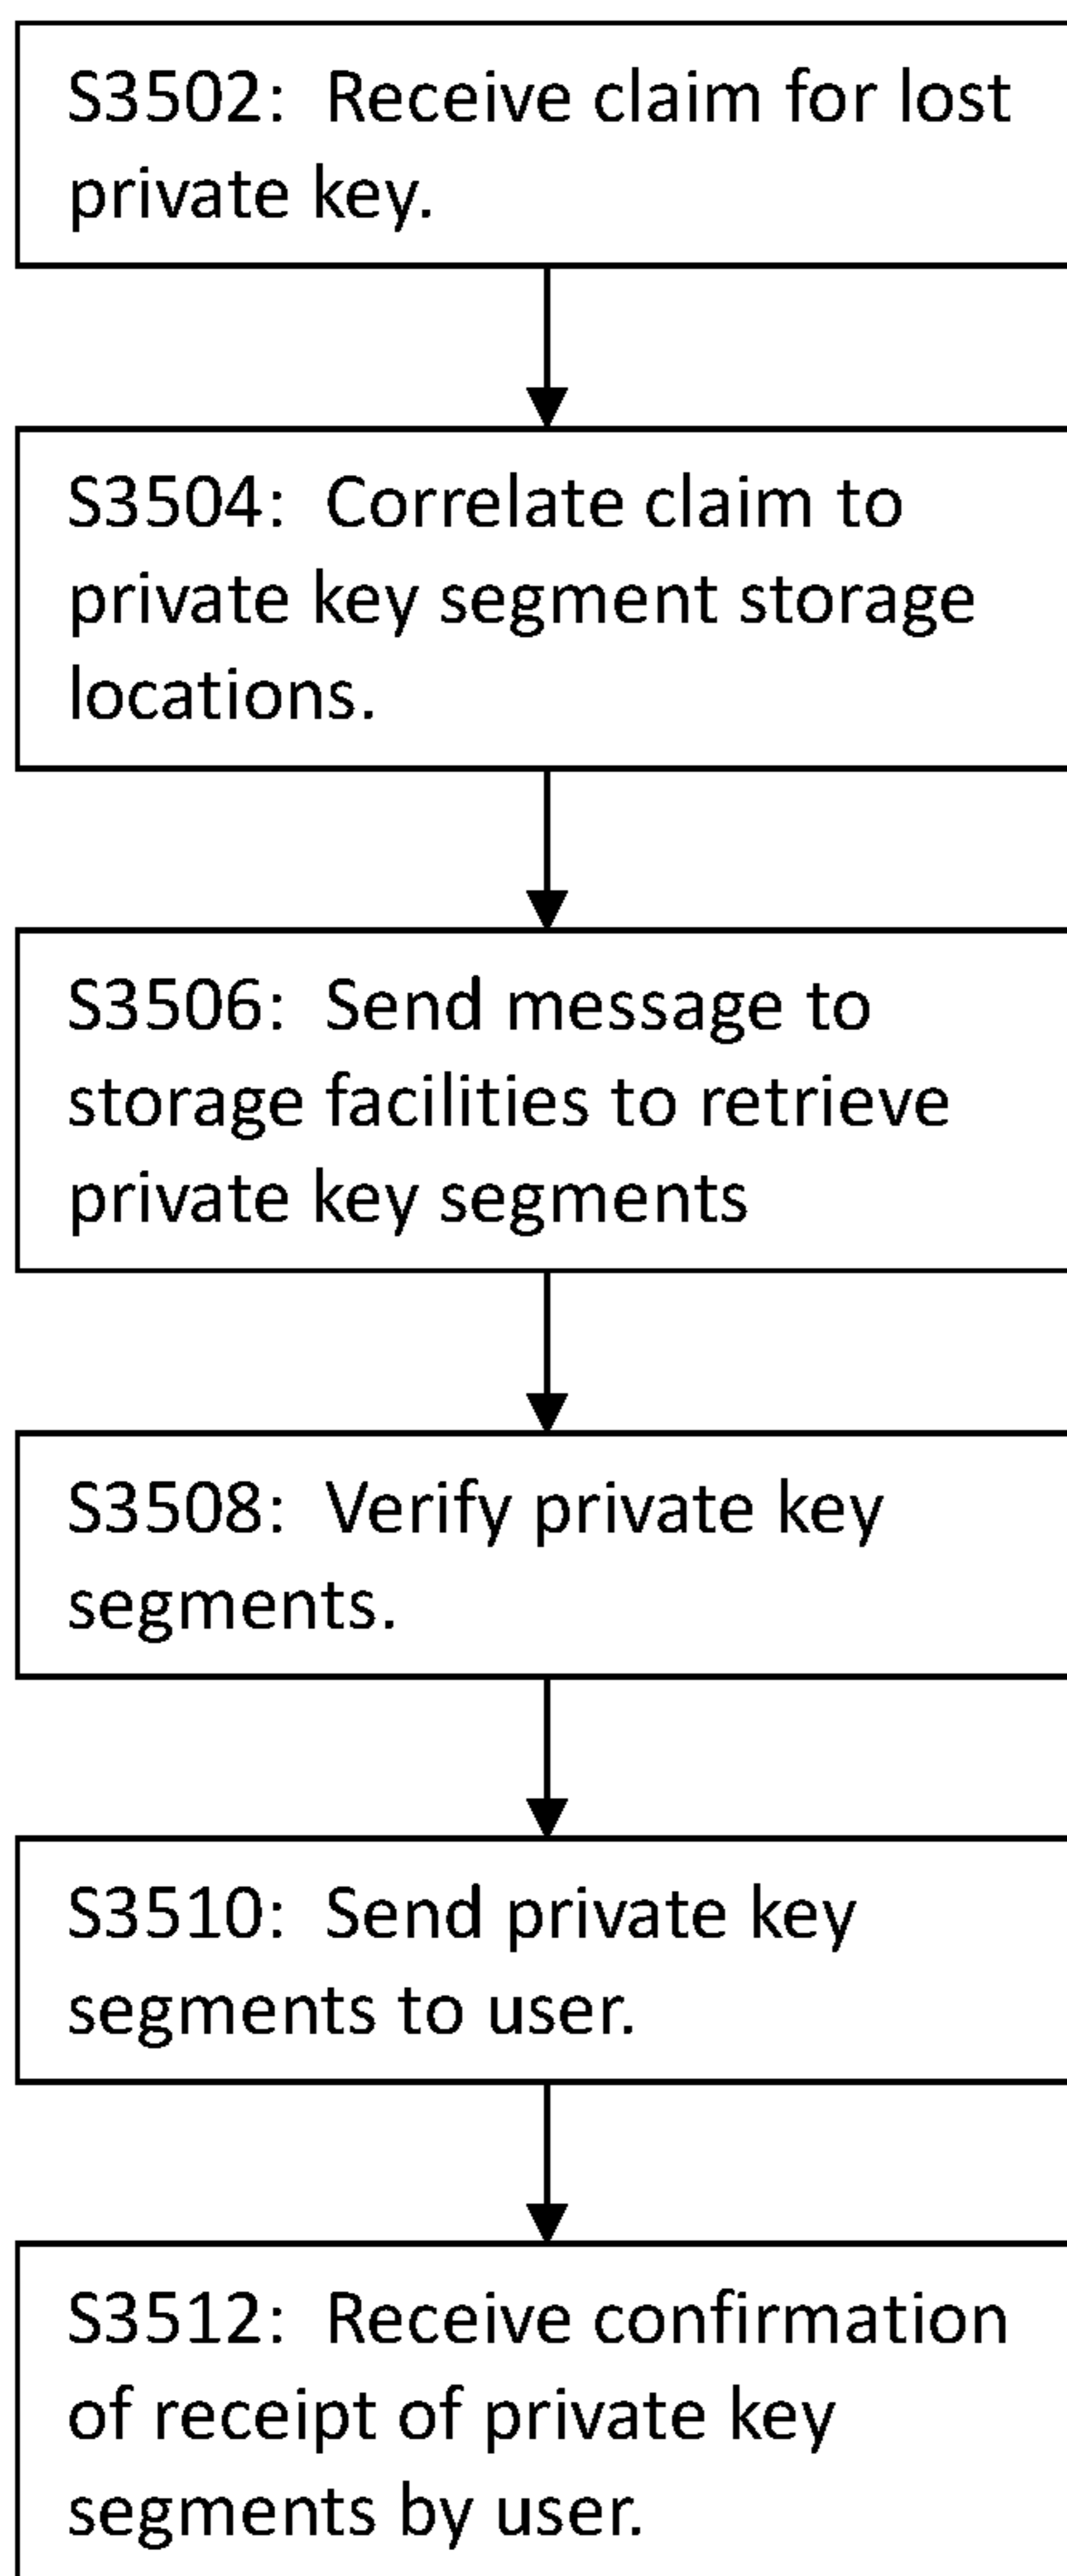 S3502:  Receive claim for lost
private key.
S3504:  Correlate claim to
private key segment storage
locations.
S3506:  Send message to
storage facilities to retrieve
private key segments
S3508:  Verify private key
segments.
S3510:  Send private key
segments to user.
S3512:  Receive confirmation
of receipt of private key
segments by user.